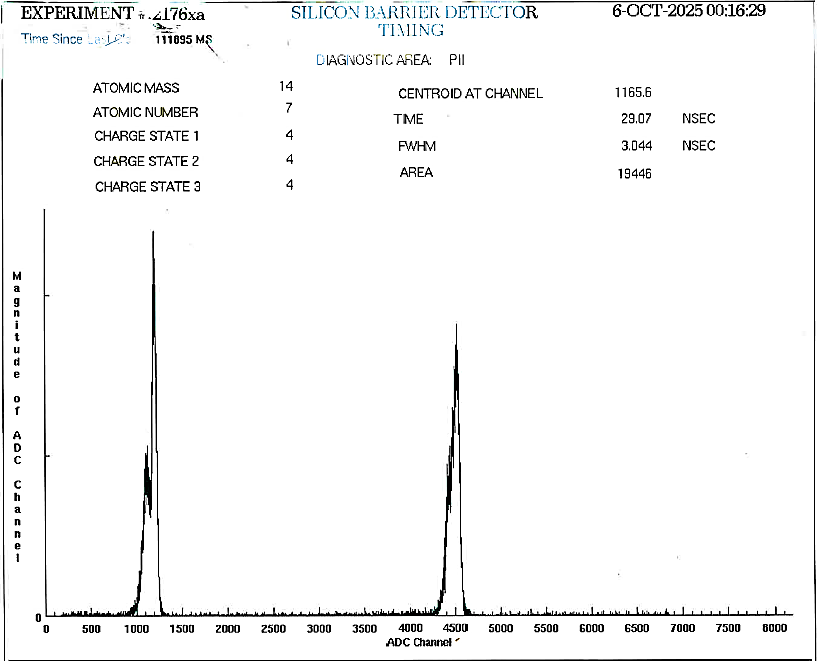 EXPERIMENT 2176xa
SILICON BARRIER DETECTOR
TIMING
6-OCT-2025 00:16:29
Time Since 111895 MS
DIAGNOSTIC AREA: PII
ATOMIC MASS 14
ATOMIC NUMBER 7
CHARGE STATE 1 4
CHARGE STATE 2 4
CHARGE STATE 3 4
CENTROID AT CHANNEL 1165.6
TIME 29.07 NSEC
FWHM 3.044 NSEC
AREA 19446
Magnitude of ADC Channel
0
0 500 1000 1500 2000 2500 3000 3500 4000 4500 5000 5500 6000 6500 7000 7500 8000
ADC Channel